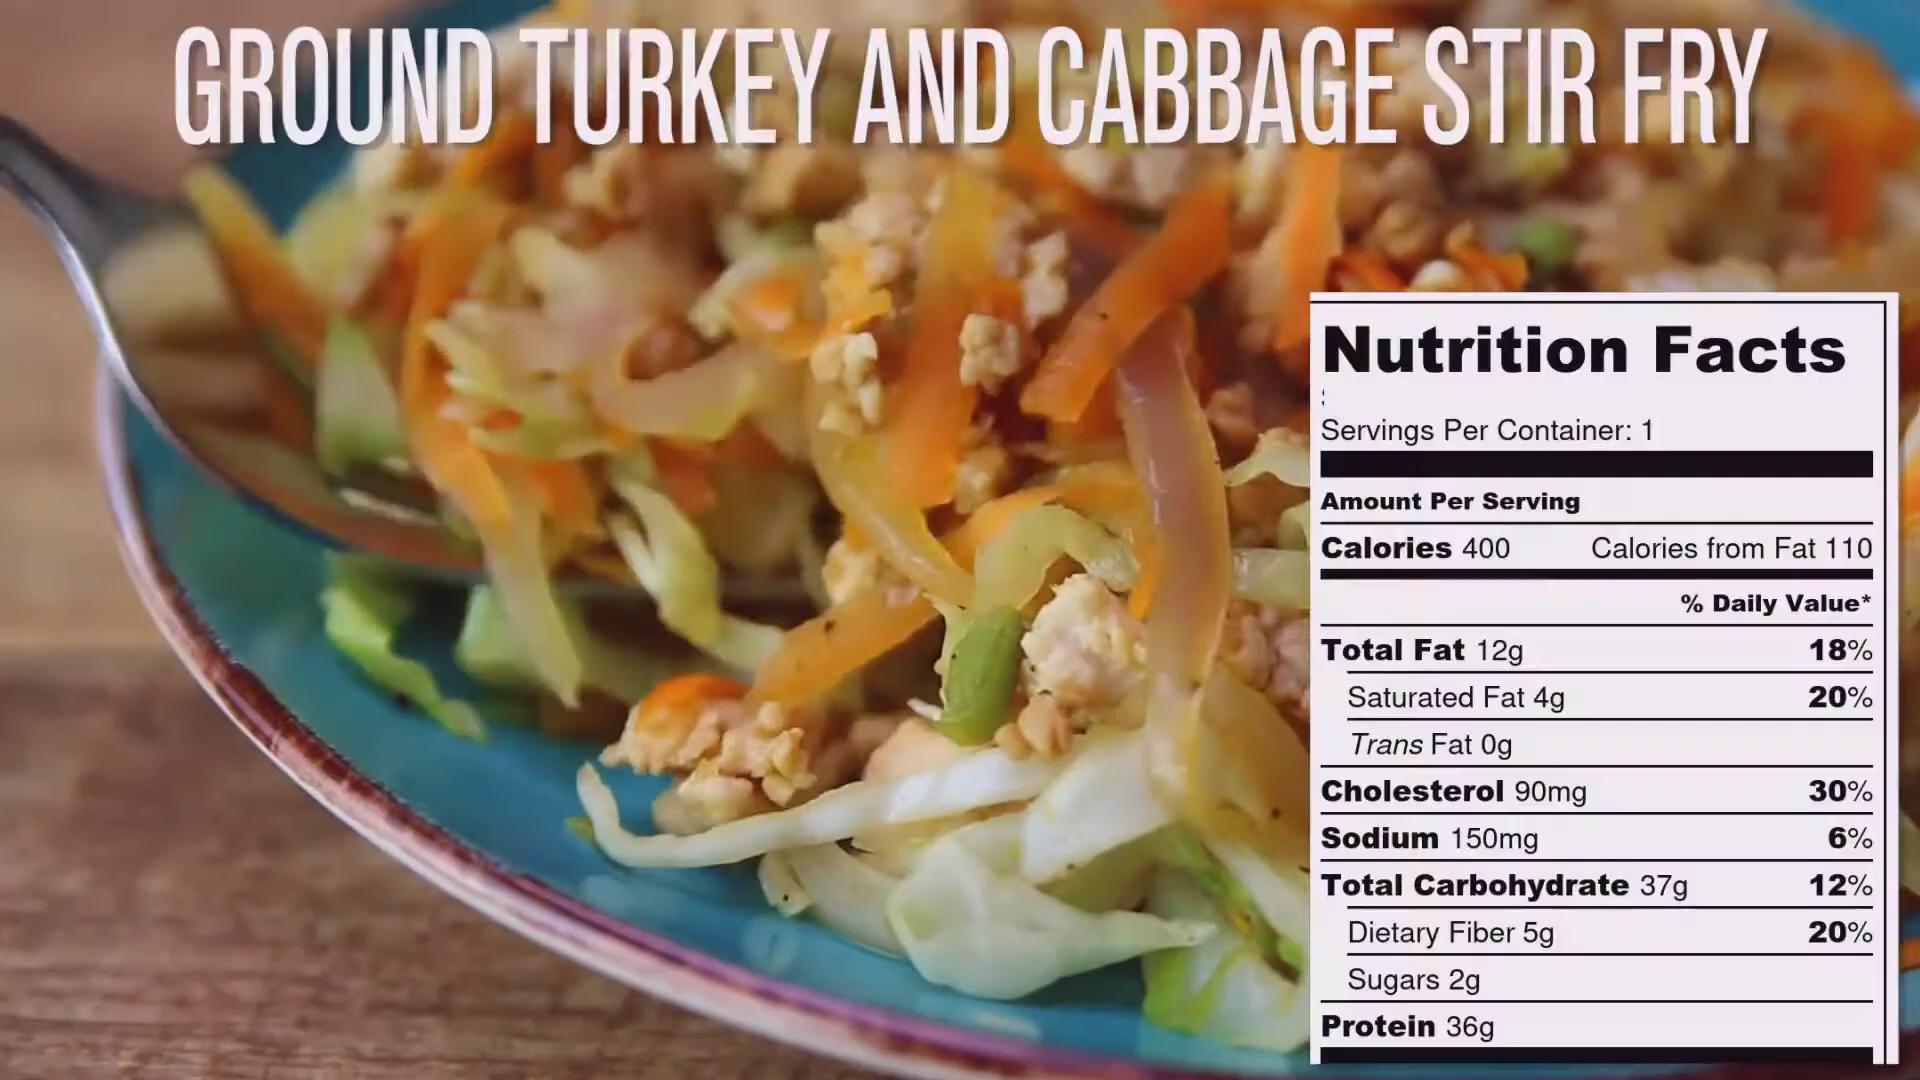 GROUND TURKEY AND CABBAGE STIR FRY
Nutrition Facts
Servings Per Container: 1
Amount Per Serving
Calories 400 Calories from Fat 110
% Daily Value*
Total Fat 12g 18%
Saturated Fat 4g 20%
Trans Fat 0g
Cholesterol 90mg 30%
Sodium 150mg 6%
Total Carbohydrate 37g 12%
Dietary Fiber 5g 20%
Sugars 2g
Protein 36g